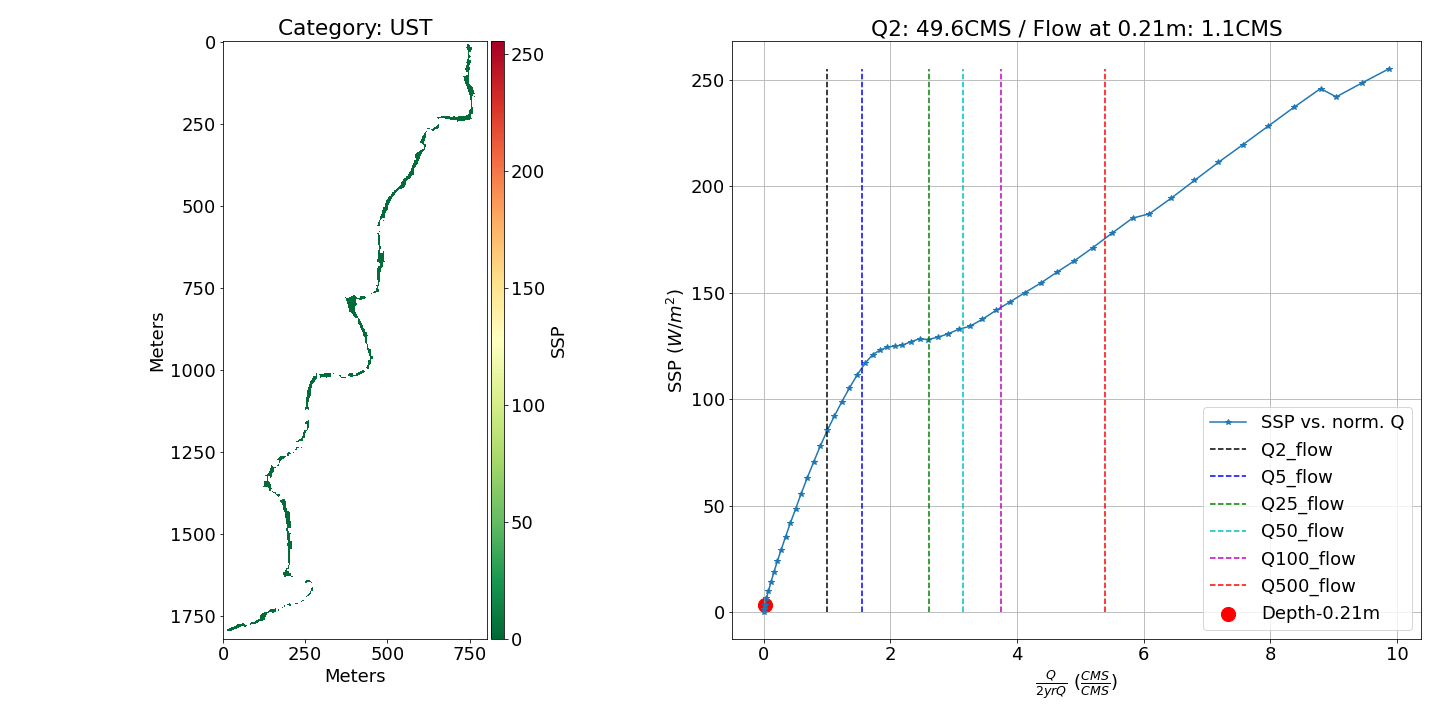 Category: UST
0
250
500
750
1000
1250
1500
1750
Meters
0
250
500
750
Meters
250
200
150
100
50
0
SSP
Q2: 49.6CMS / Flow at 0.21m: 1.1CMS
250
200
150
100
50
0
SSP (W/m²)
0
2
4
6
8
10
Q/2yrQ (CMS/CMS)
SSP vs. norm. Q
Q2_flow
Q5_flow
Q25_flow
Q50_flow
Q100_flow
Q500_flow
Depth-0.21m